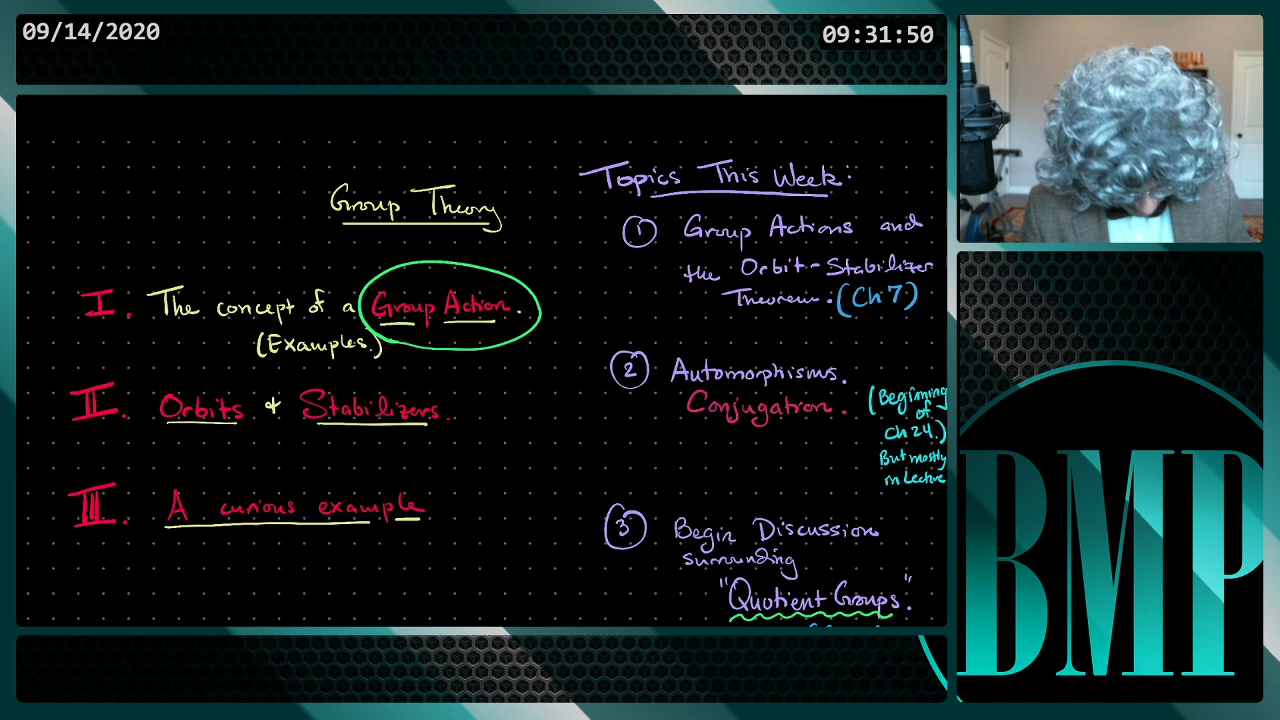 09/14/2020
09:31:50
Group Theory
I. The concept of a Group Action.
(Examples.)
II. Orbits & Stabilizers.
III. A curious example
Topics This Week:
① Group Actions and
the Orbit-Stabilizer
Theorem. (Ch 7.)
② Automorphisms.
Conjugation.
(Beginning
of
Ch 24.)
But mostly
in Lecture
③ Begin Discussion
surrounding
"Quotient Groups".
BMP